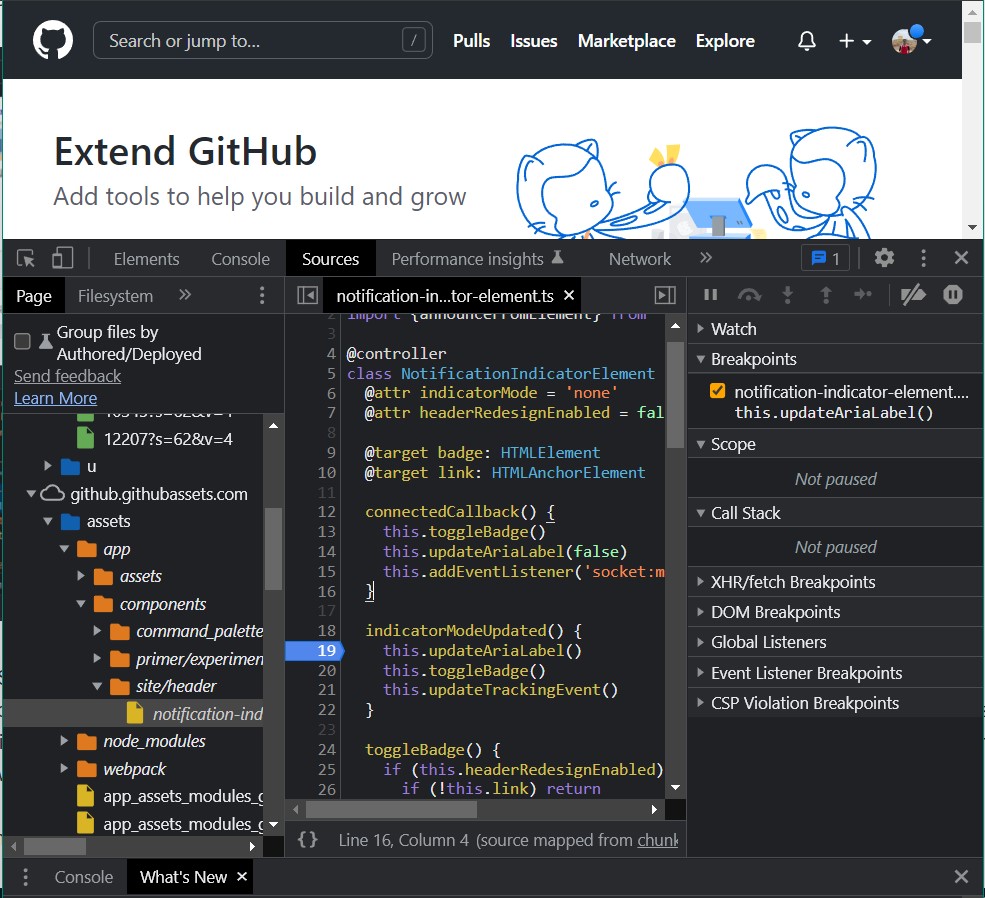 Search or jump to...
/
Pulls
Issues
Marketplace
Explore
Extend GitHub
Add tools to help you build and grow
Elements
Console
Sources
Performance insights
Network
1
Page
Filesystem
notification-in…tor-element.ts
Group files by
Authored/Deployed
Send feedback
Learn More
12207?s=62&v=4
u
github.githubassets.com
assets
app
assets
components
command_palette
primer/experimen
site/header
notification-ind
node_modules
webpack
app_assets_modules_g
app_assets_modules_g
2 import {announceFromElement} from
3
4 @controller
5 class NotificationIndicatorElement
6 @attr indicatorMode = 'none'
7 @attr headerRedesignEnabled = fal
8
9 @target badge: HTMLElement
10 @target link: HTMLAnchorElement
11
12 connectedCallback() {
13 this.toggleBadge()
14 this.updateAriaLabel(false)
15 this.addEventListener('socket:m
16 }
17
18 indicatorModeUpdated() {
19 this.updateAriaLabel()
20 this.toggleBadge()
21 this.updateTrackingEvent()
22 }
23
24 toggleBadge() {
25 if (this.headerRedesignEnabled)
26 if (!this.link) return
{ } Line 16, Column 4 (source mapped from chunk
Watch
Breakpoints
notification-indicator-element....
this.updateAriaLabel()
Scope
Not paused
Call Stack
Not paused
XHR/fetch Breakpoints
DOM Breakpoints
Global Listeners
Event Listener Breakpoints
CSP Violation Breakpoints
Console
What's New